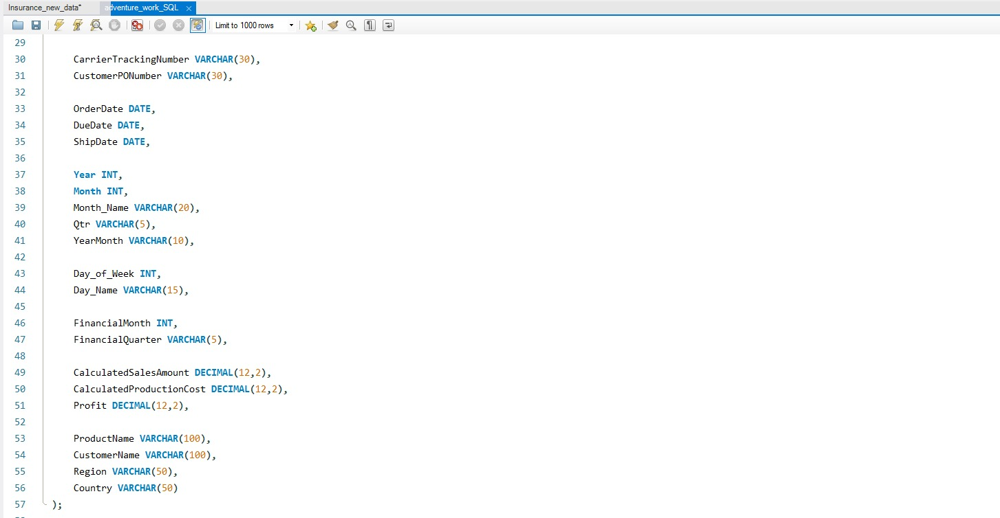 Insurance_new_data* adventure_work_SQL ×
Limit to 1000 rows
29
30 CarrierTrackingNumber VARCHAR(30),
31 CustomerPONumber VARCHAR(30),
32
33 OrderDate DATE,
34 DueDate DATE,
35 ShipDate DATE,
36
37 Year INT,
38 Month INT,
39 Month_Name VARCHAR(20),
40 Qtr VARCHAR(5),
41 YearMonth VARCHAR(10),
42
43 Day_of_Week INT,
44 Day_Name VARCHAR(15),
45
46 FinancialMonth INT,
47 FinancialQuarter VARCHAR(5),
48
49 CalculatedSalesAmount DECIMAL(12,2),
50 CalculatedProductionCost DECIMAL(12,2),
51 Profit DECIMAL(12,2),
52
53 ProductName VARCHAR(100),
54 CustomerName VARCHAR(100),
55 Region VARCHAR(50),
56 Country VARCHAR(50)
57 );